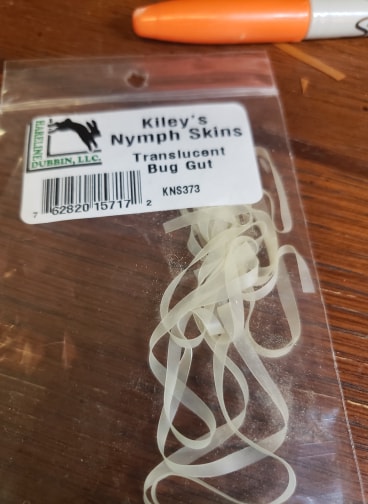 HARELINE
DUBBIN, LLC.
Kiley's
Nymph Skins
Translucent
Bug Gut
KNS373
7 62820 15717 2